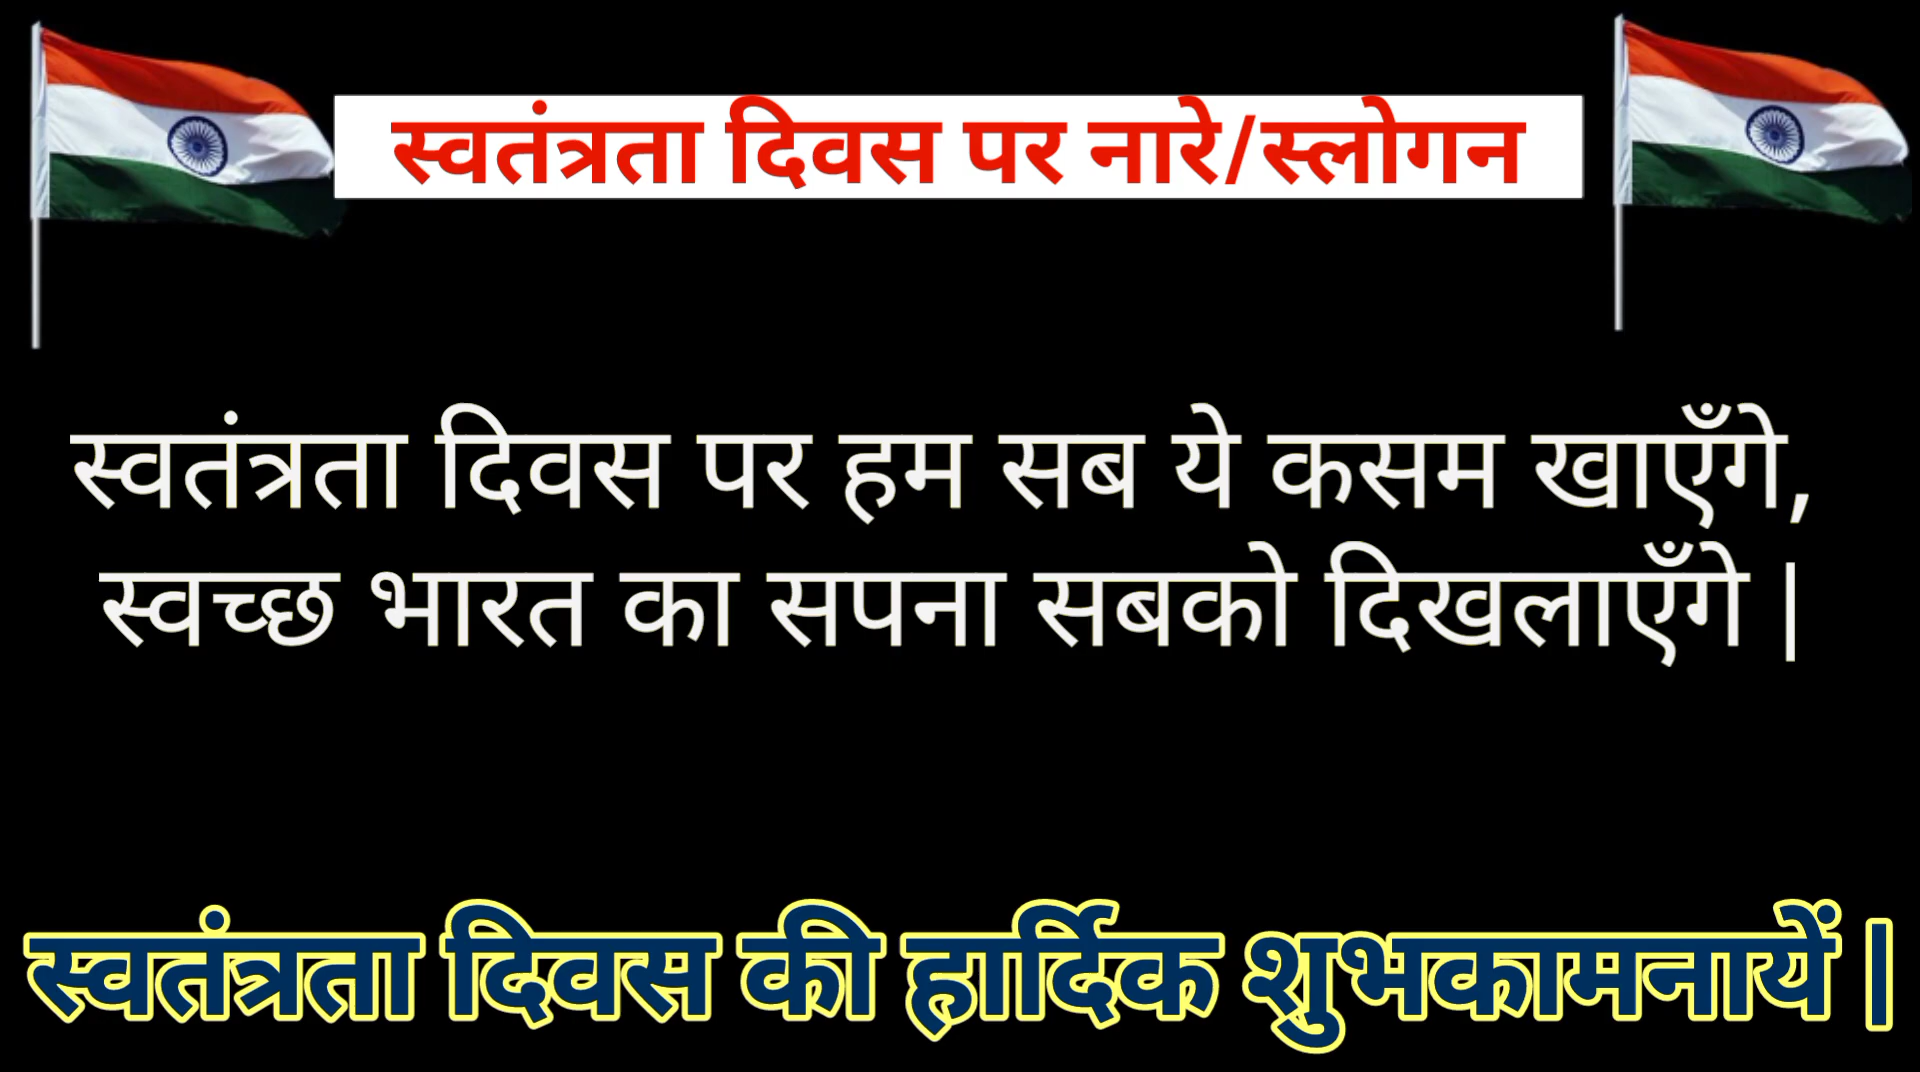 स्वतंत्रता दिवस पर नारे/स्लोगन
स्वतंत्रता दिवस पर हम सब ये कसम खाएँगे,
स्वच्छ भारत का सपना सबको दिखलाएँगे |
स्वतंत्रता दिवस की हार्दिक शुभकामनायें |